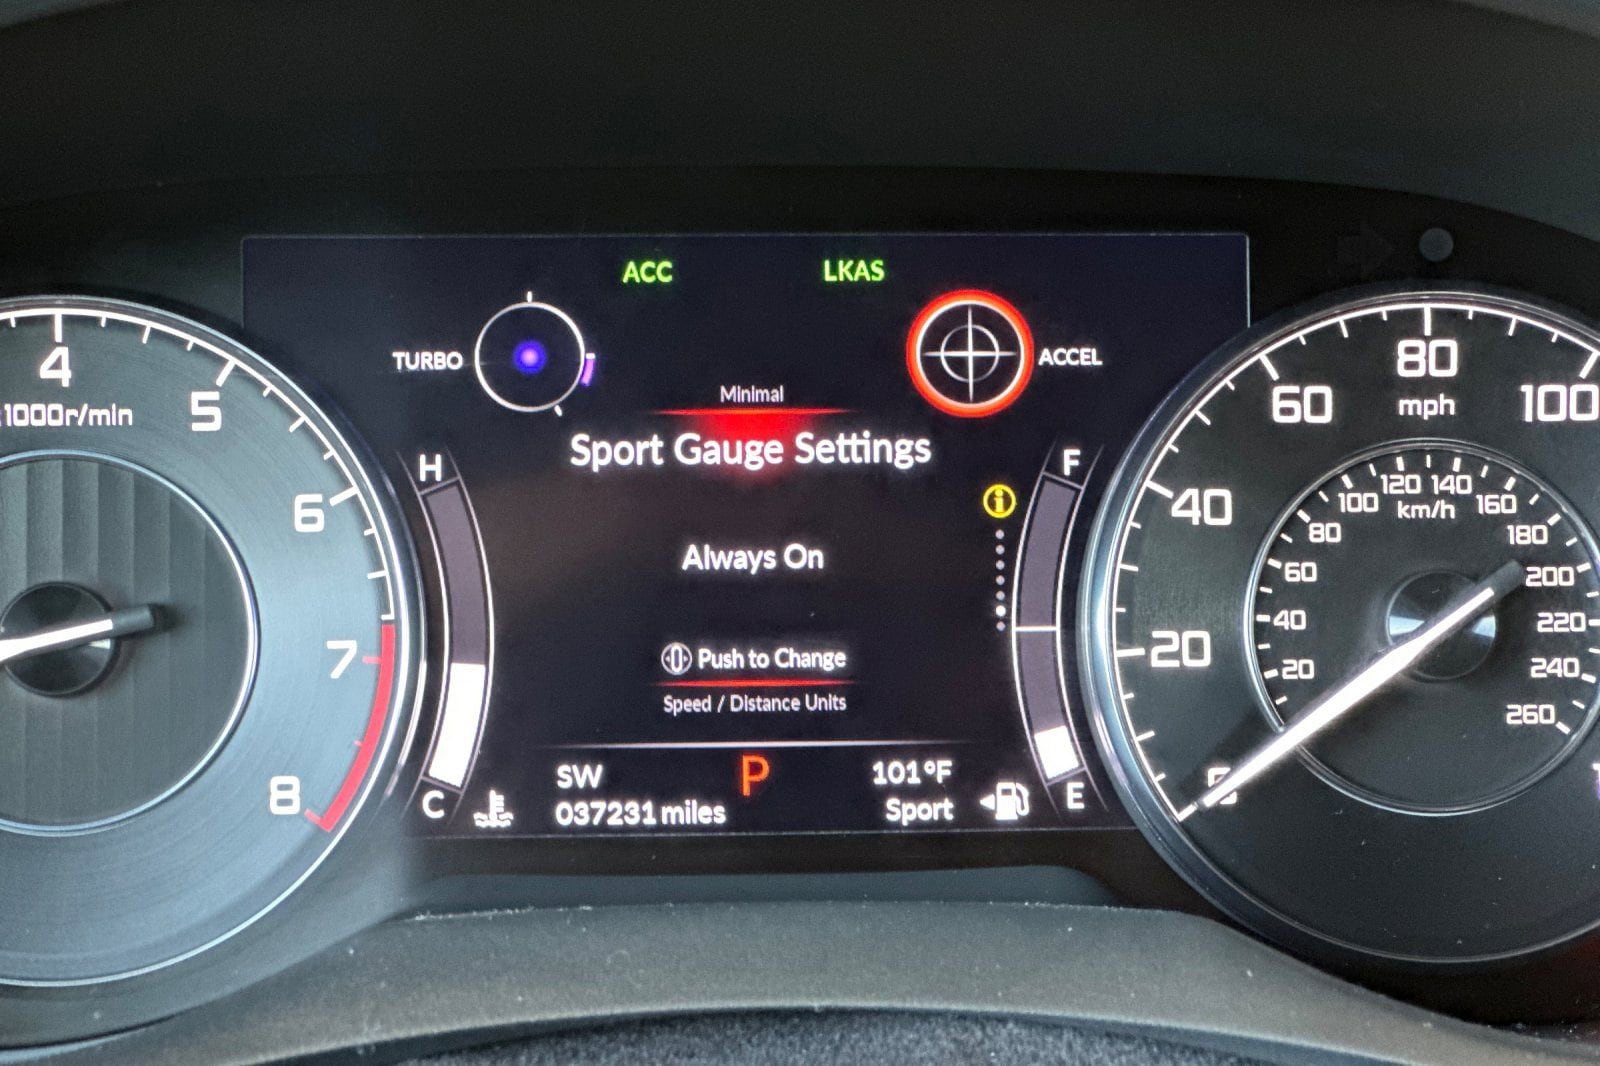 ACC
LKAS
TURBO
ACCEL
Minimal
Sport Gauge Settings
Always On
Push to Change
Speed / Distance Units
H
C
F
E
SW
037231 miles
P
101°F
Sport
4
1000r/min
5
6
7
8
0
20
40
60
80
mph
100
20
40
60
80
100
120
140
km/h
160
180
200
220
240
260